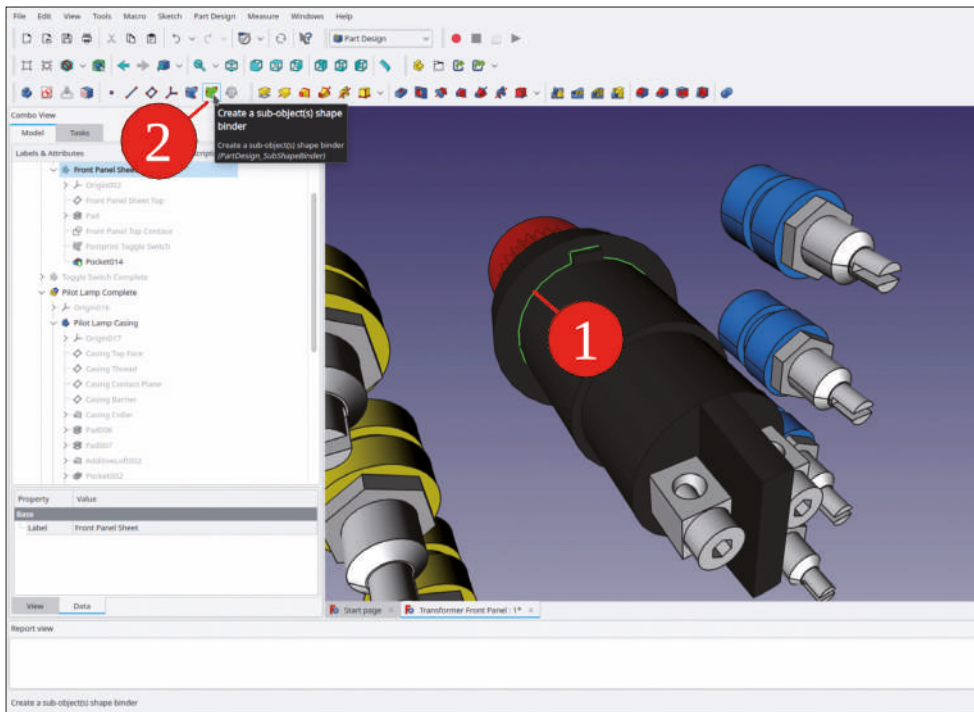 File Edit View Tools Macro Sketch Part Design Measure Windows Help
Part Design
Combo View
Model Tasks
Labels & Attributes
Create a sub-object(s) shape
binder
Create a sub-object(s) shape binder
(PartDesign_SubShapeBinder)
2
Front Panel Sheet
Origin002
Front Panel Sheet Top
Pad
Front Panel Top Contour
Footprint Toggle Switch
Pocket014
Toggle Switch Complete
Pilot Lamp Complete
Origin016
Pilot Lamp Casing
Origin017
Casing Top Face
Casing Thread
Casing Contact Plane
Casing Barrier
Casing Collar
Pad006
Pad007
AdditiveLoft002
Pocket002
1
Property Value
Base
Label Front Panel Sheet
View Data
Start page
Transformer Front Panel : 1*
Report view
Create a sub-object(s) shape binder